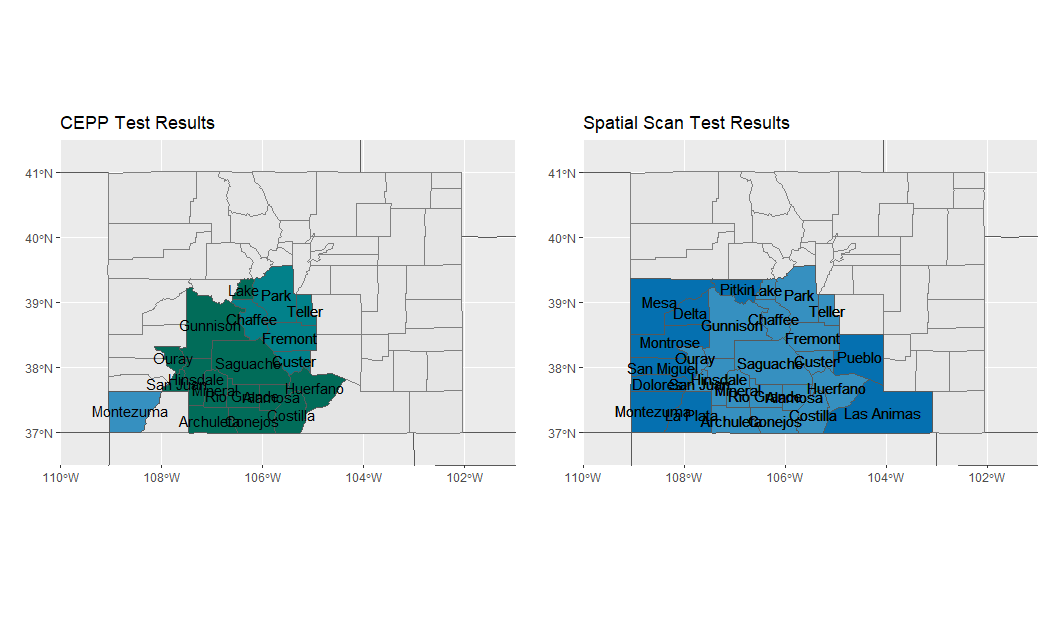 CEPP Test Results
Spatial Scan Test Results
41°N
40°N
39°N
38°N
37°N
110°W
108°W
106°W
104°W
102°W
Lake
Park
Teller
Chaffee
Gunnison
Fremont
Ouray
Saguache
Custer
Hinsdale
San Juan
Mineral
Huerfano
Rio Grande
Alamosa
Montezuma
Costilla
Archuleta
Conejos
41°N
40°N
39°N
38°N
37°N
110°W
108°W
106°W
104°W
102°W
Pitkin
Lake
Park
Mesa
Delta
Teller
Chaffee
Gunnison
Fremont
Montrose
Ouray
Saguache
Custer
Pueblo
San Miguel
Hinsdale
Dolores
San Juan
Mineral
Huerfano
Rio Grande
Alamosa
Montezuma
La Plata
Costilla
Las Animas
Archuleta
Conejos